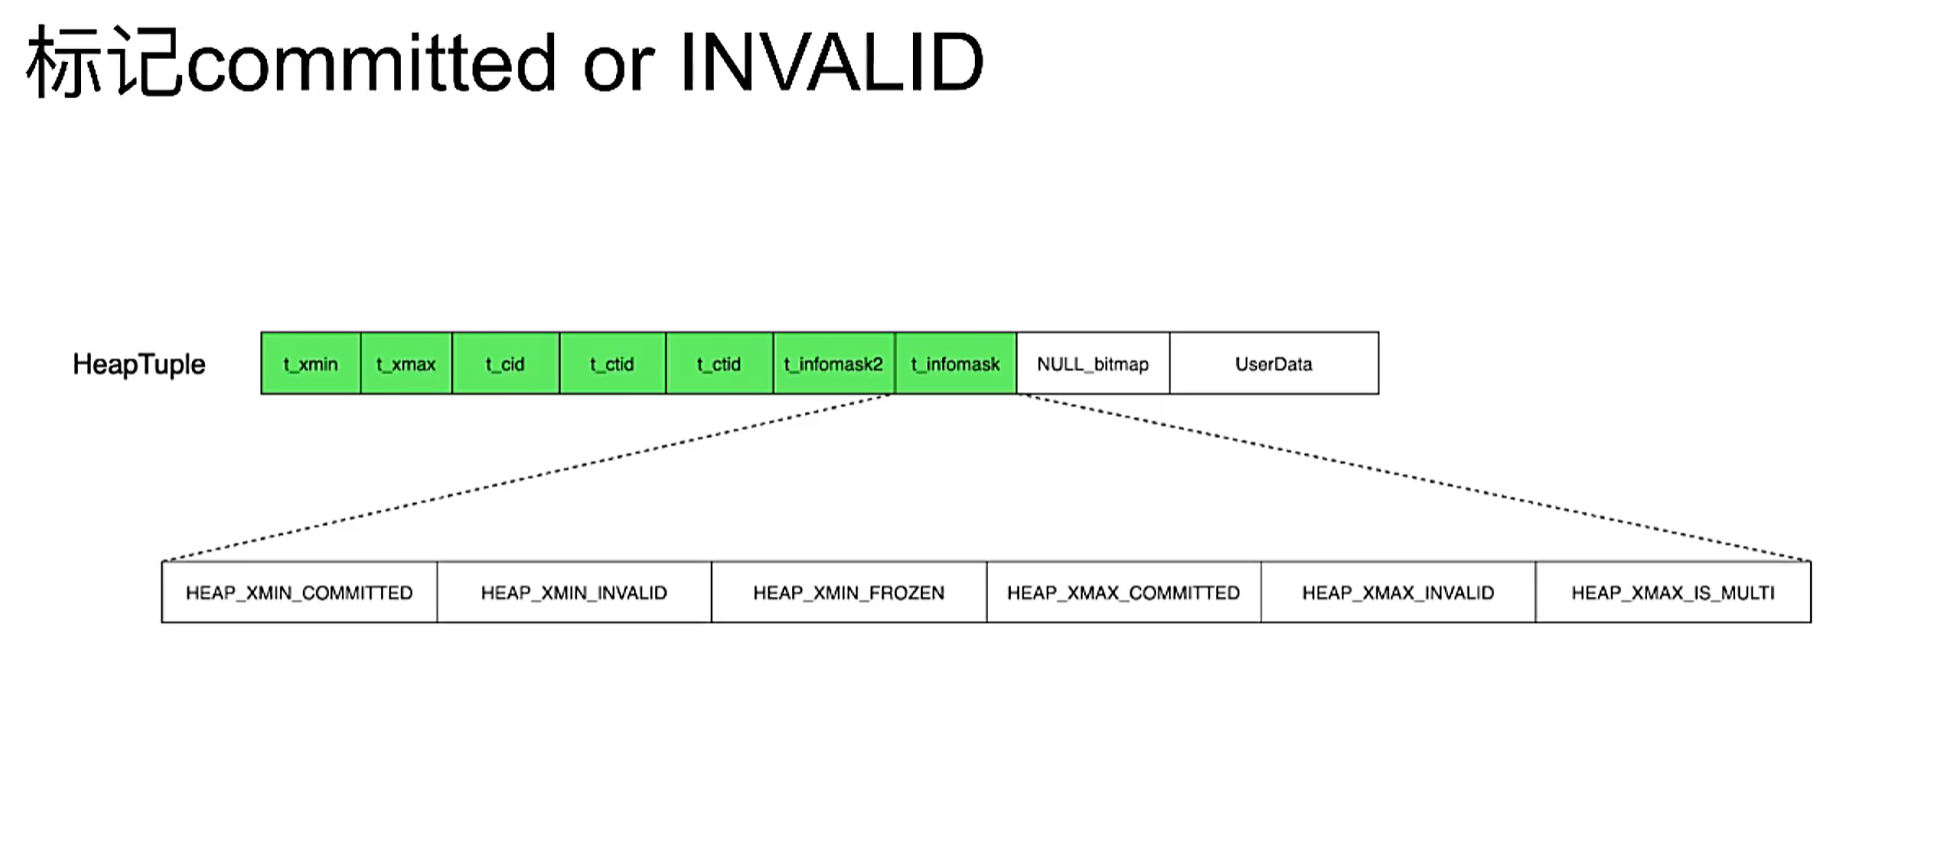 标记committed or INVALID
HeapTuple t_xmin t_xmax t_cid t_ctid t_ctid t_infomask2 t_infomask NULL_bitmap UserData
HEAP_XMIN_COMMITTED HEAP_XMIN_INVALID HEAP_XMIN_FROZEN HEAP_XMAX_COMMITTED HEAP_XMAX_INVALID HEAP_XMAX_IS_MULTI